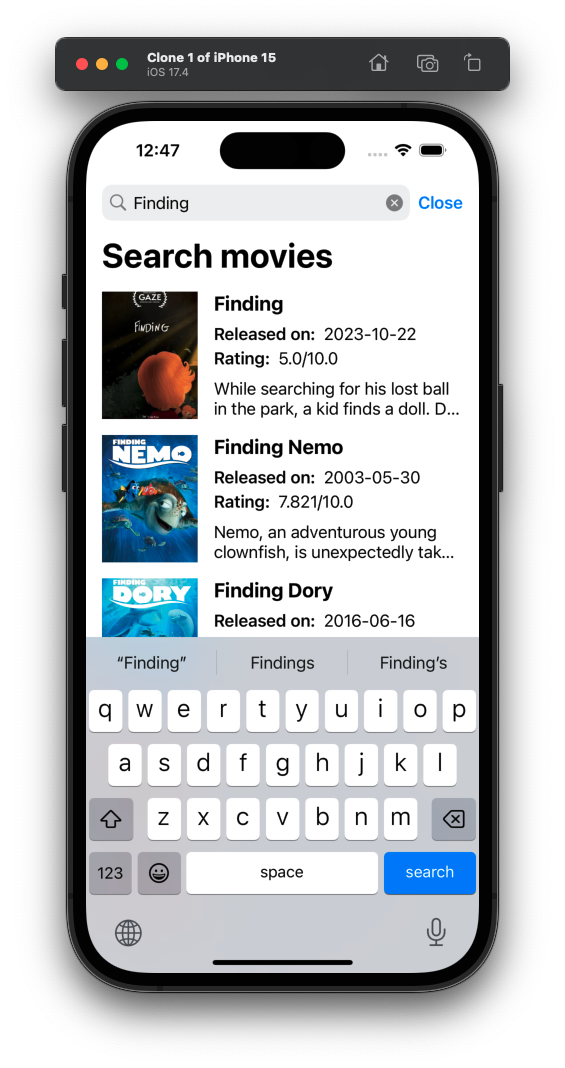 Clone 1 of iPhone 15
iOS 17.4
12:47
Finding
Close
Search movies
GAZE
FINDING
Finding
Released on: 2023-10-22
Rating: 5.0/10.0
While searching for his lost ball
in the park, a kid finds a doll. D...
FINDING
NEMO
Finding Nemo
Released on: 2003-05-30
Rating: 7.821/10.0
Nemo, an adventurous young
clownfish, is unexpectedly tak...
FINDING
DORY
Finding Dory
Released on: 2016-06-16
“Finding” Findings Finding’s
q w e r t y u i o p
a s d f g h j k l
z x c v b n m
123 space search